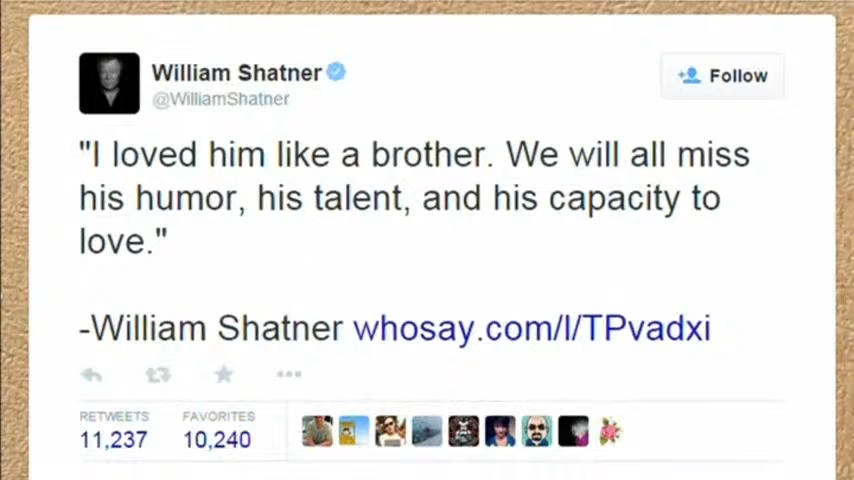 William Shatner
@WilliamShatner
Follow
"I loved him like a brother. We will all miss
his humor, his talent, and his capacity to
love."
-William Shatner whosay.com/l/TPvadxi
RETWEETS FAVORITES
11,237 10,240